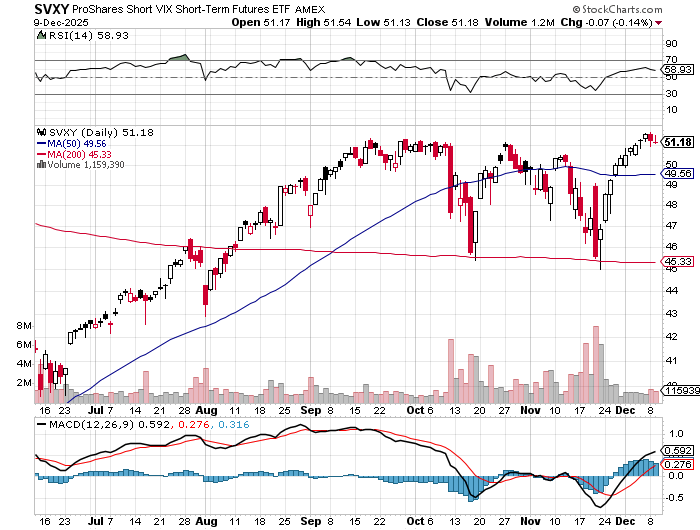 SVXY ProShares Short VIX Short-Term Futures ETF AMEX © StockCharts.com
9-Dec-2025 Open 51.17 High 51.54 Low 51.13 Close 51.18 Volume 1.2M Chg -0.07 (-0.14%)
RSI(14) 58.93
90
70
58.93
50
30
10
SVXY (Daily) 51.18
MA(50) 49.56
MA(200) 45.33
Volume 1,159,390
51.18
50
49.56
49
48
47
46
45.33
45
44
43
42
41
40
8M
6M
4M
2M
1159390
16 23 Jul 7 14 21 28 Aug 11 18 25 Sep 8 15 22 Oct 6 13 20 27 Nov 10 17 24 Dec 8
MACD(12,26,9) 0.592, 0.276, 0.316
1.0
0.592
0.276
0.0
-0.5
16 23 Jul 7 14 21 28 Aug 11 18 25 Sep 8 15 22 Oct 6 13 20 27 Nov 10 17 24 Dec 8